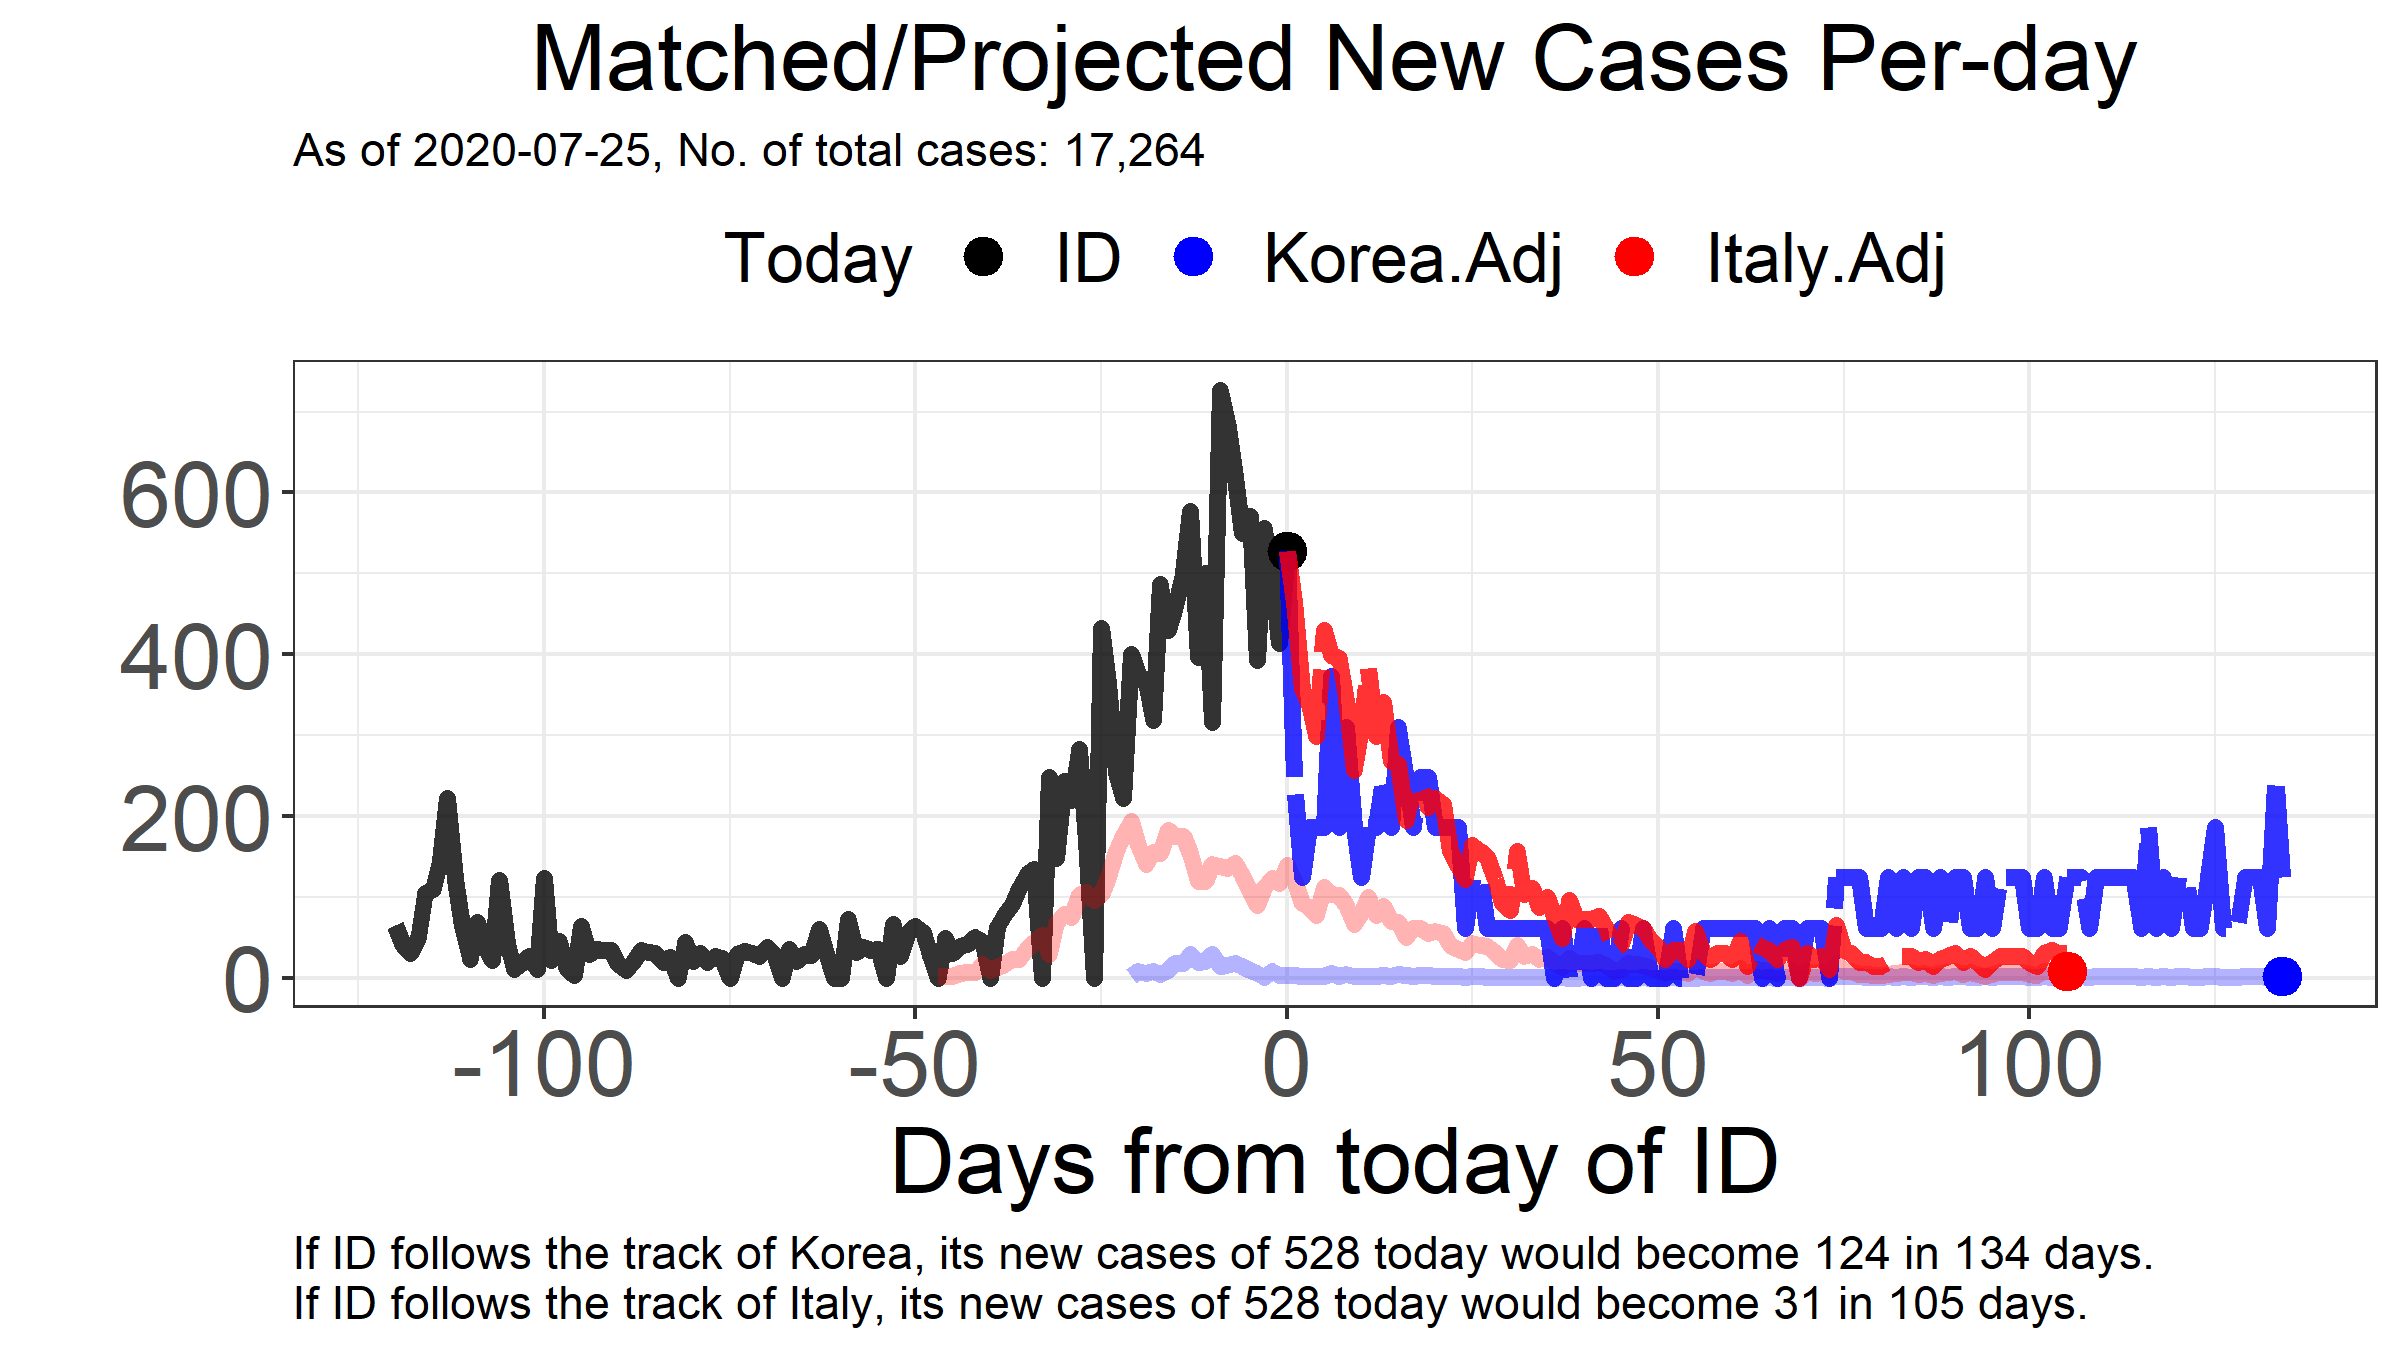 Matched/Projected New Cases Per-day
As of 2020-07-25, No. of total cases: 17,264
Today ID Korea.Adj Italy.Adj
600
400
200
0
-100 -50 0 50 100
Days from today of ID
If ID follows the track of Korea, its new cases of 528 today would become 124 in 134 days.
If ID follows the track of Italy, its new cases of 528 today would become 31 in 105 days.